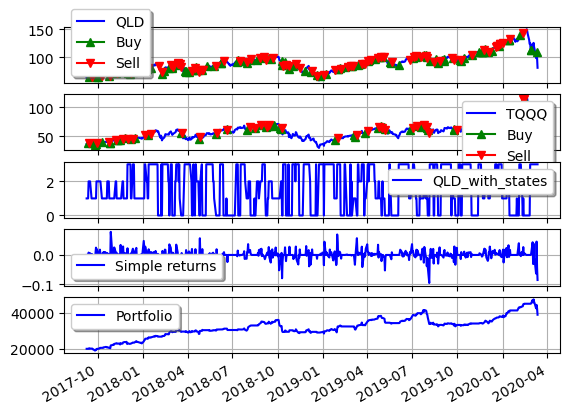 QLD
Buy
Sell
150
100
TQQQ
Buy
Sell
100
50
QLD_with_states
2
0
Simple returns
0.0
-0.1
Portfolio
40000
20000
2017-10
2018-01
2018-04
2018-07
2018-10
2019-01
2019-04
2019-07
2019-10
2020-01
2020-04